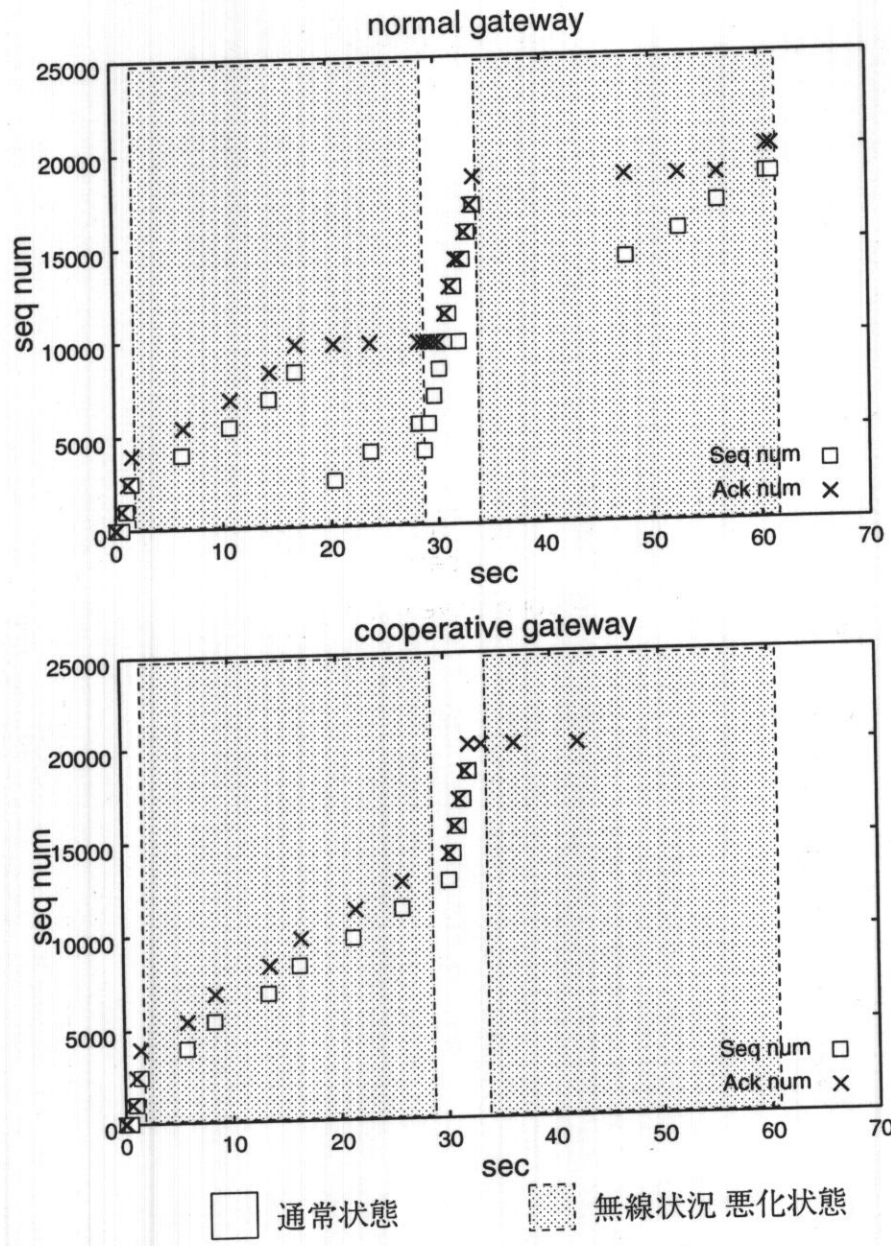 normal gateway
25000
20000
15000
10000
5000
0
seq num
0 10 20 30 40 50 60 70
sec
Seq num
Ack num
cooperative gateway
25000
20000
15000
10000
5000
0
seq num
0 10 20 30 40 50 60 70
sec
Seq num
Ack num
通常状態
無線状況 悪化状態